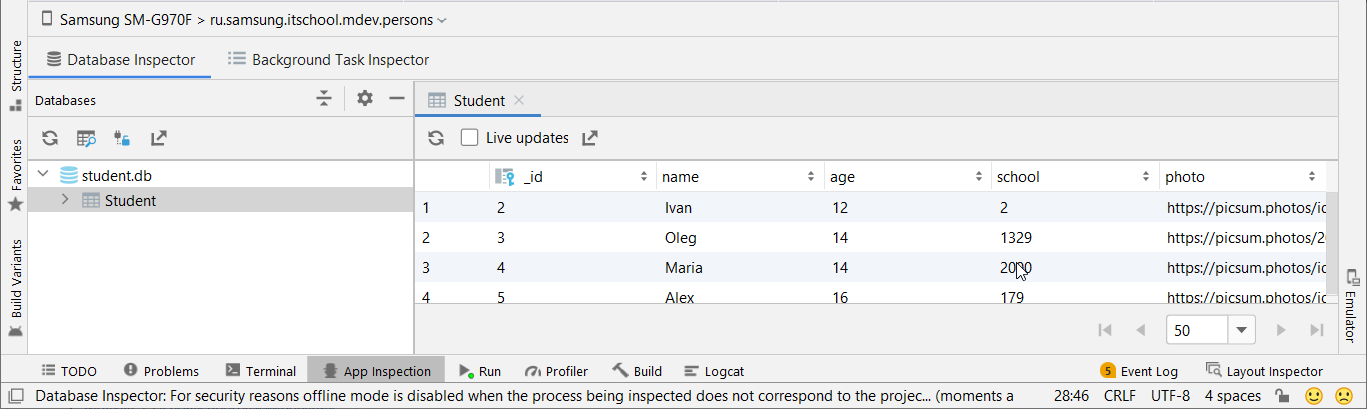 Samsung SM-G970F > ru.samsung.itschool.mdev.persons
Structure
Database Inspector
Background Task Inspector
Databases
Student
Favorites
Live updates
student.db
_id
name
age
school
photo
Student
1
2
Ivan
12
2
https://picsum.photos/ic
2
3
Oleg
14
1329
https://picsum.photos/2
3
4
Maria
14
https://picsum.photos/ic
4
5
Alex
16
179
https://picsum.photos/ic
Build Variants
Emulator
50
TODO
Problems
Terminal
App Inspection
Run
Profiler
Build
Logcat
5
Event Log
Layout Inspector
Database Inspector: For security reasons offline mode is disabled when the process being inspected does not correspond to the projec... (moments a
28:46
CRLF
UTF-8
4 spaces